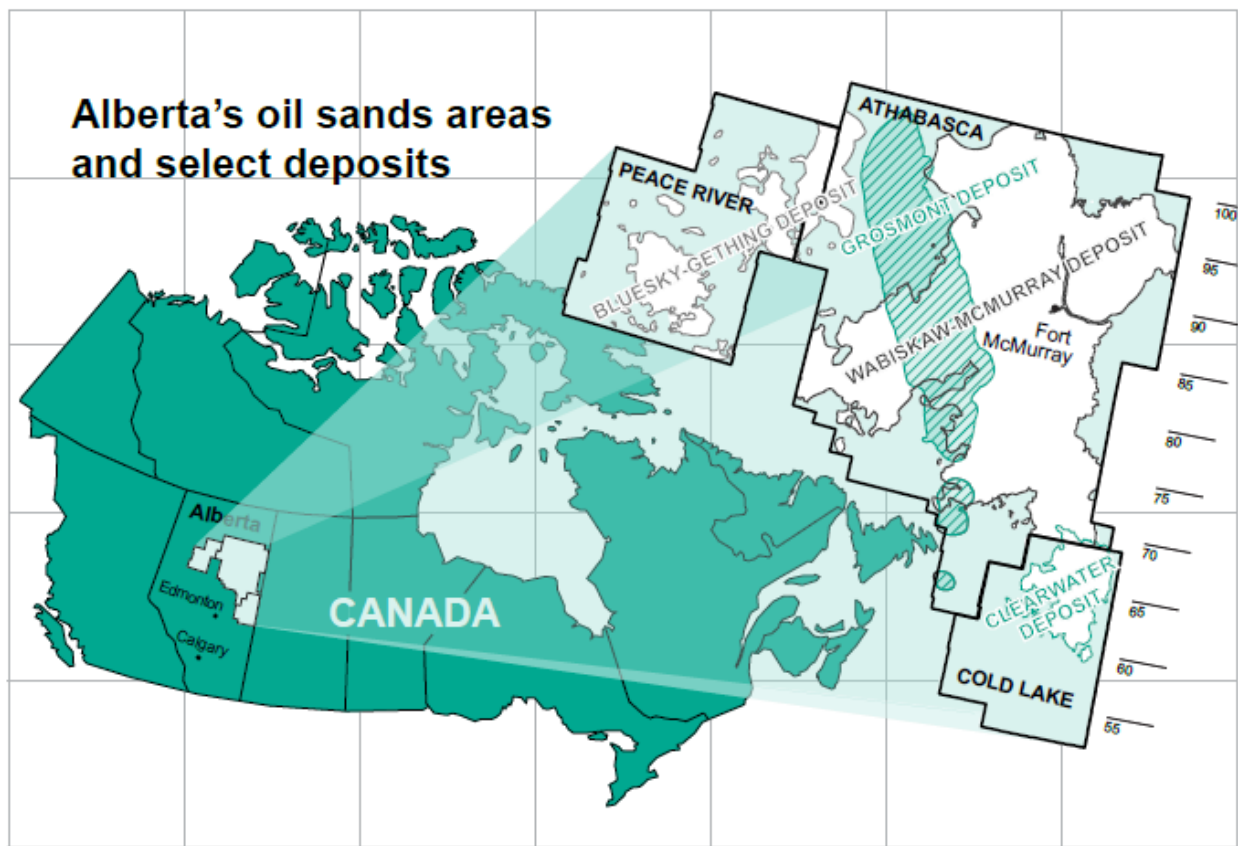 Alberta's oil sands areas
and select deposits
ATHABASCA
PEACE RIVER
BLUESKY-GETHING DEPOSIT
GROSMONT DEPOSIT
WABISKAW-MCMURRAY DEPOSIT
Fort
McMurray
100
95
90
85
80
75
70
65
60
55
CLEARWATER
DEPOSIT
COLD LAKE
Alberta
Edmonton
Calgary
CANADA